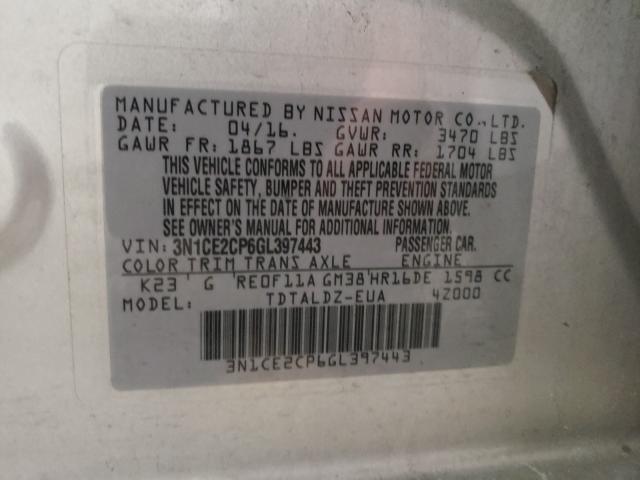 MANUFACTURED BY NISSAN MOTOR CO.,LTD.
DATE: 04/16. GVWR: 3470 LBS
GAWR FR: 1867 LBS GAWR RR: 1704 LBS
THIS VEHICLE CONFORMS TO ALL APPLICABLE FEDERAL MOTOR
VEHICLE SAFETY, BUMPER AND THEFT PREVENTION STANDARDS
IN EFFECT ON THE DATE OF MANUFACTURE SHOWN ABOVE.
SEE OWNER'S MANUAL FOR ADDITIONAL INFORMATION.
VIN: 3N1CE2CP6GL397443 PASSENGER CAR.
COLOR TRIM TRANS AXLE ENGINE
K23 G RE0F11A GM38 HR16DE 1598 CC
MODEL: TDTALDZ-EUA 4Z000
3N1CE2CP6GL397443